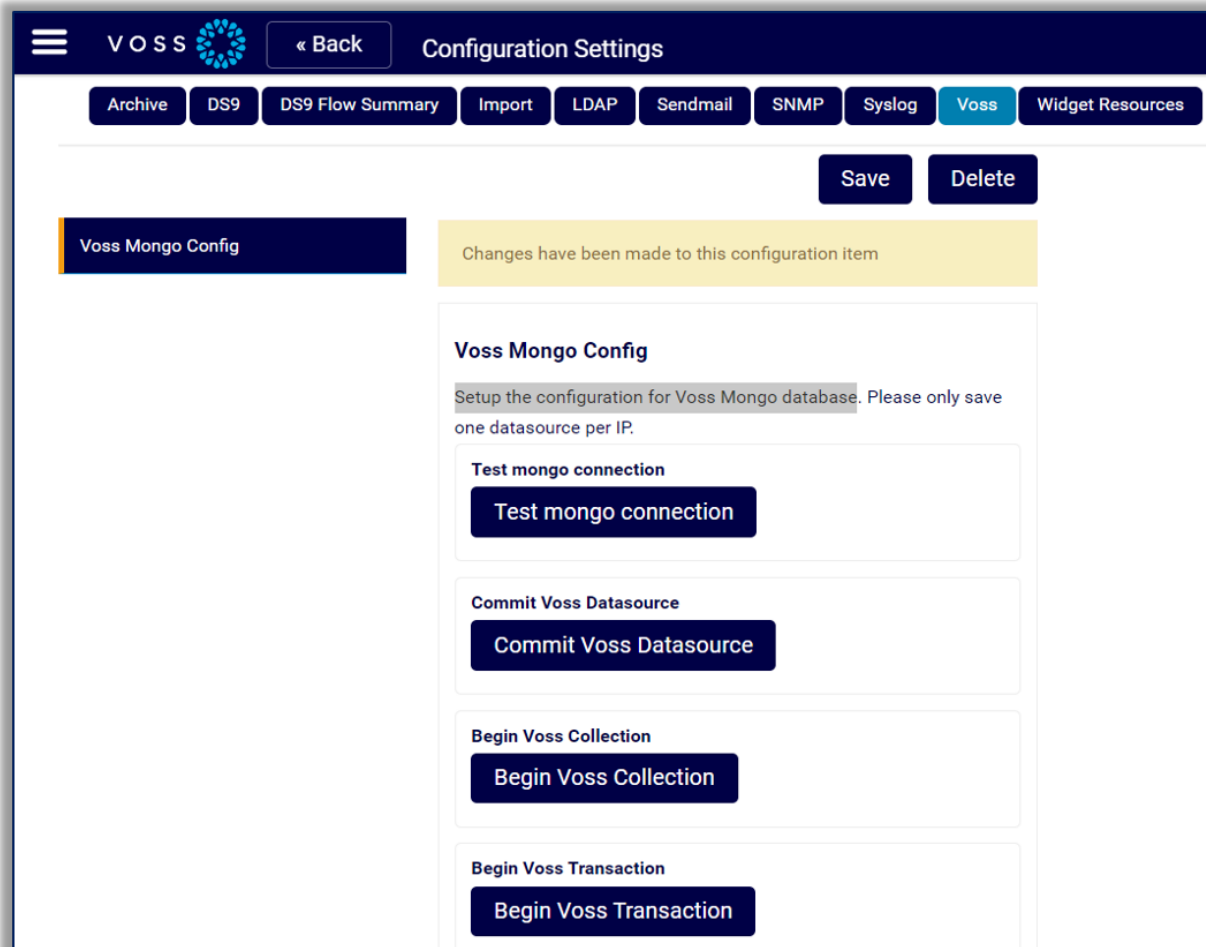 VOSS « Back Configuration Settings
Archive DS9 DS9 Flow Summary Import LDAP Sendmail SNMP Syslog Voss Widget Resources
Save Delete
Voss Mongo Config
Changes have been made to this configuration item
Voss Mongo Config
Setup the configuration for Voss Mongo database. Please only save
one datasource per IP.
Test mongo connection
Test mongo connection
Commit Voss Datasource
Commit Voss Datasource
Begin Voss Collection
Begin Voss Collection
Begin Voss Transaction
Begin Voss Transaction